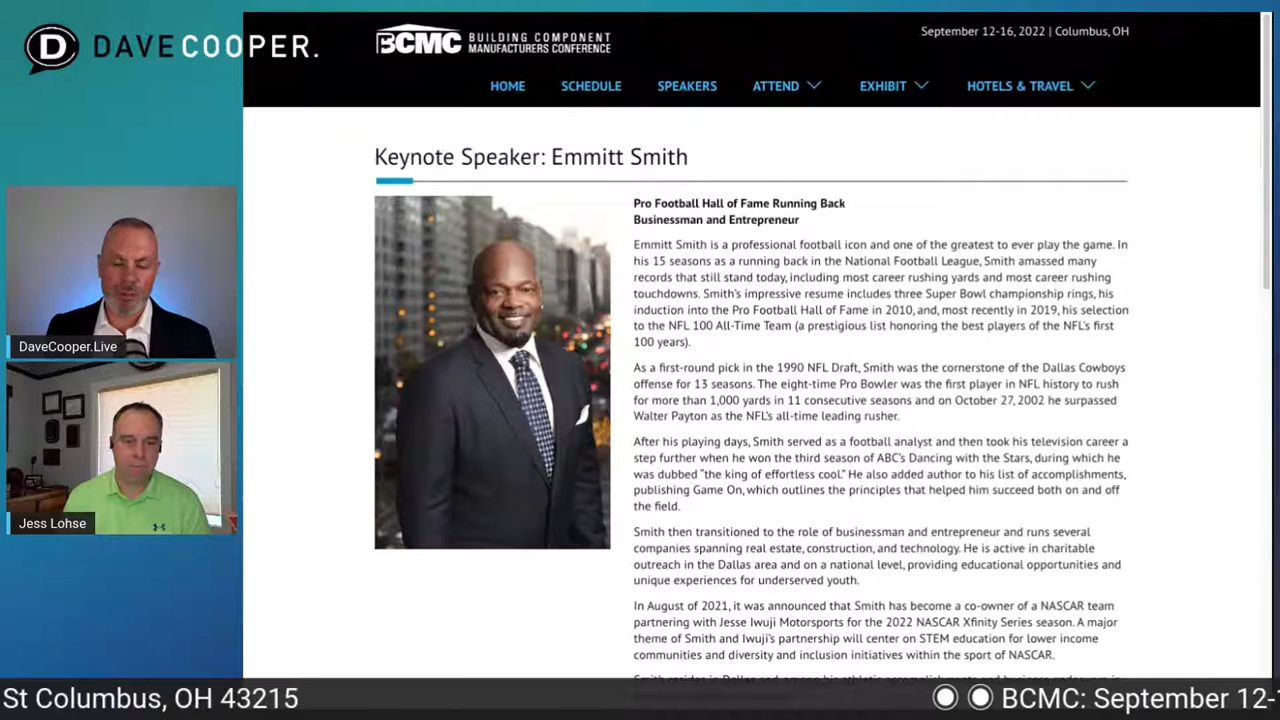 D DAVECOOPER.
BCMC BUILDING COMPONENT
MANUFACTURERS CONFERENCE
September 12-16, 2022 | Columbus, OH
HOME SCHEDULE SPEAKERS ATTEND EXHIBIT HOTELS & TRAVEL
Keynote Speaker: Emmitt Smith
Pro Football Hall of Fame Running Back
Businessman and Entrepreneur
Emmitt Smith is a professional football icon and one of the greatest to ever play the game. In
his 15 seasons as a running back in the National Football League, Smith amassed many
records that still stand today, including most career rushing yards and most career rushing
touchdowns. Smith's impressive resume includes three Super Bowl championship rings, his
induction into the Pro Football Hall of Fame in 2010, and, most recently in 2019, his selection
to the NFL 100 All-Time Team (a prestigious list honoring the best players of the NFL's first
100 years).
As a first-round pick in the 1990 NFL Draft, Smith was the cornerstone of the Dallas Cowboys
offense for 13 seasons. The eight-time Pro Bowler was the first player in NFL history to rush
for more than 1,000 yards in 11 consecutive seasons and on October 27, 2002 he surpassed
Walter Payton as the NFL's all-time leading rusher.
After his playing days, Smith served as a football analyst and then took his television career a
step further when he won the third season of ABC's Dancing with the Stars, during which he
was dubbed "the king of effortless cool." He also added author to his list of accomplishments,
publishing Game On, which outlines the principles that helped him succeed both on and off
the field.
Smith then transitioned to the role of businessman and entrepreneur and runs several
companies spanning real estate, construction, and technology. He is active in charitable
outreach in the Dallas area and on a national level, providing educational opportunities and
unique experiences for underserved youth.
In August of 2021, it was announced that Smith has become a co-owner of a NASCAR team
partnering with Jesse Iwuji Motorsports for the 2022 NASCAR Xfinity Series season. A major
theme of Smith and Iwuji's partnership will center on STEM education for lower income
communities and diversity and inclusion initiatives within the sport of NASCAR.
DaveCooper.Live
Jess Lohse
St Columbus, OH 43215
BCMC: September 12-